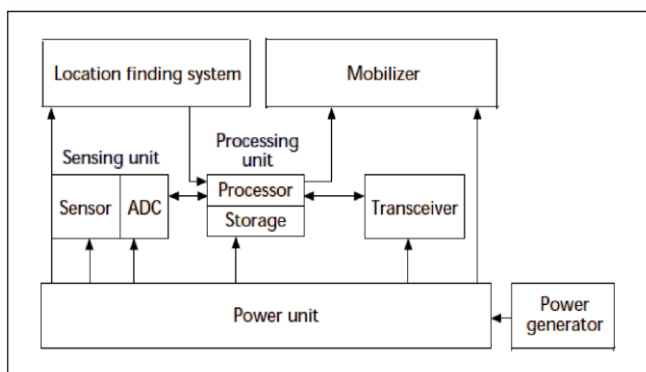 Location finding system
Mobilizer
Sensing unit
Processing
unit
Sensor
ADC
Processor
Storage
Transceiver
Power unit
Power
generator